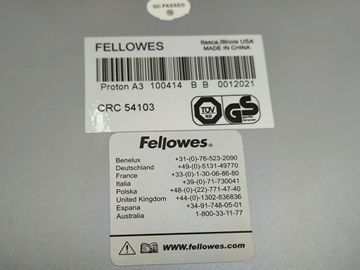 QC PASSED
FELLOWES
Itasca,Illinois USA
MADE IN CHINA
Proton A3 100414 B B 0012021
CRC 54103
TÜV
GS
Fellowes
Benelux +31-(0)-76-523-2090
Deutschland +49-(0)-5131-49770
France +33-(0)-1-30-06-86-80
Italia +39-(0)-71-730041
Polska +48-(0)-(22)-771-47-40
United Kingdom +44-(0)-1302-836836
Espana +34-91-748-05-01
Australia 1-800-33-11-77
www.fellowes.com